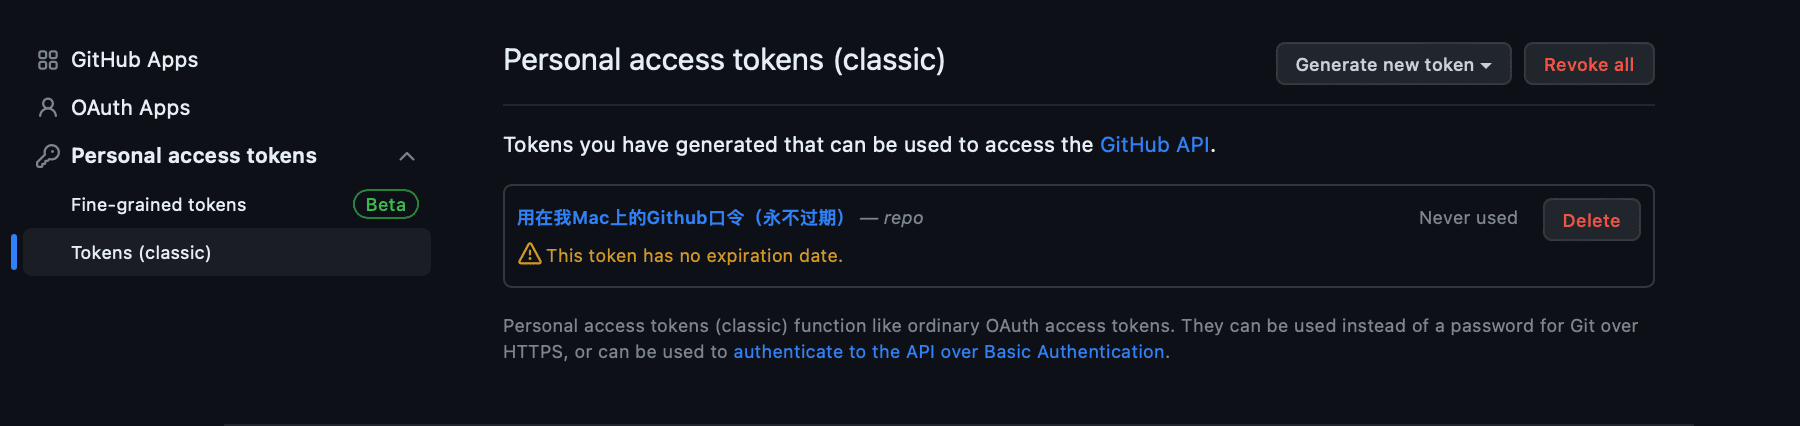 GitHub Apps
OAuth Apps
Personal access tokens
Fine-grained tokens Beta
Tokens (classic)
Personal access tokens (classic)
Generate new token
Revoke all
Tokens you have generated that can be used to access the GitHub API.
用在我Mac上的Github口令（永不过期） — repo
Never used
Delete
This token has no expiration date.
Personal access tokens (classic) function like ordinary OAuth access tokens. They can be used instead of a password for Git over
HTTPS, or can be used to authenticate to the API over Basic Authentication.